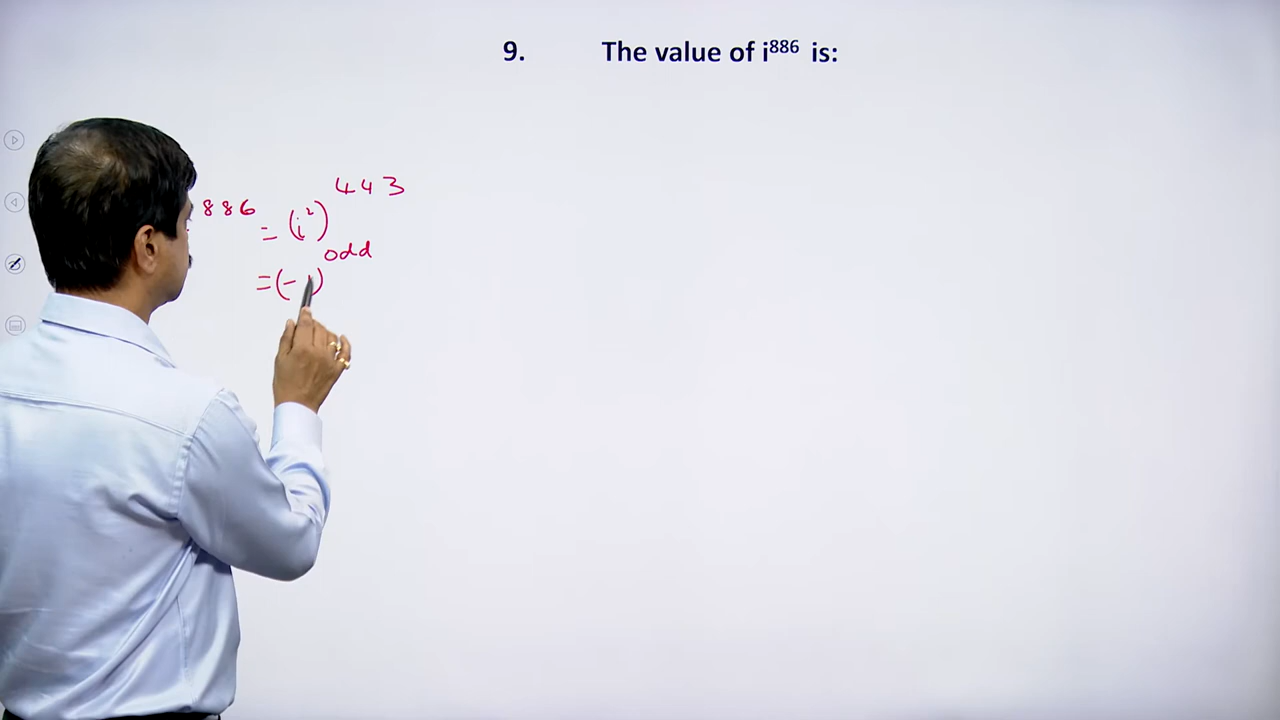 9. The value of i⁸⁸⁶ is:
⁸⁸⁶ = (i²)⁴⁴³
= (- )ᵒᵈᵈ